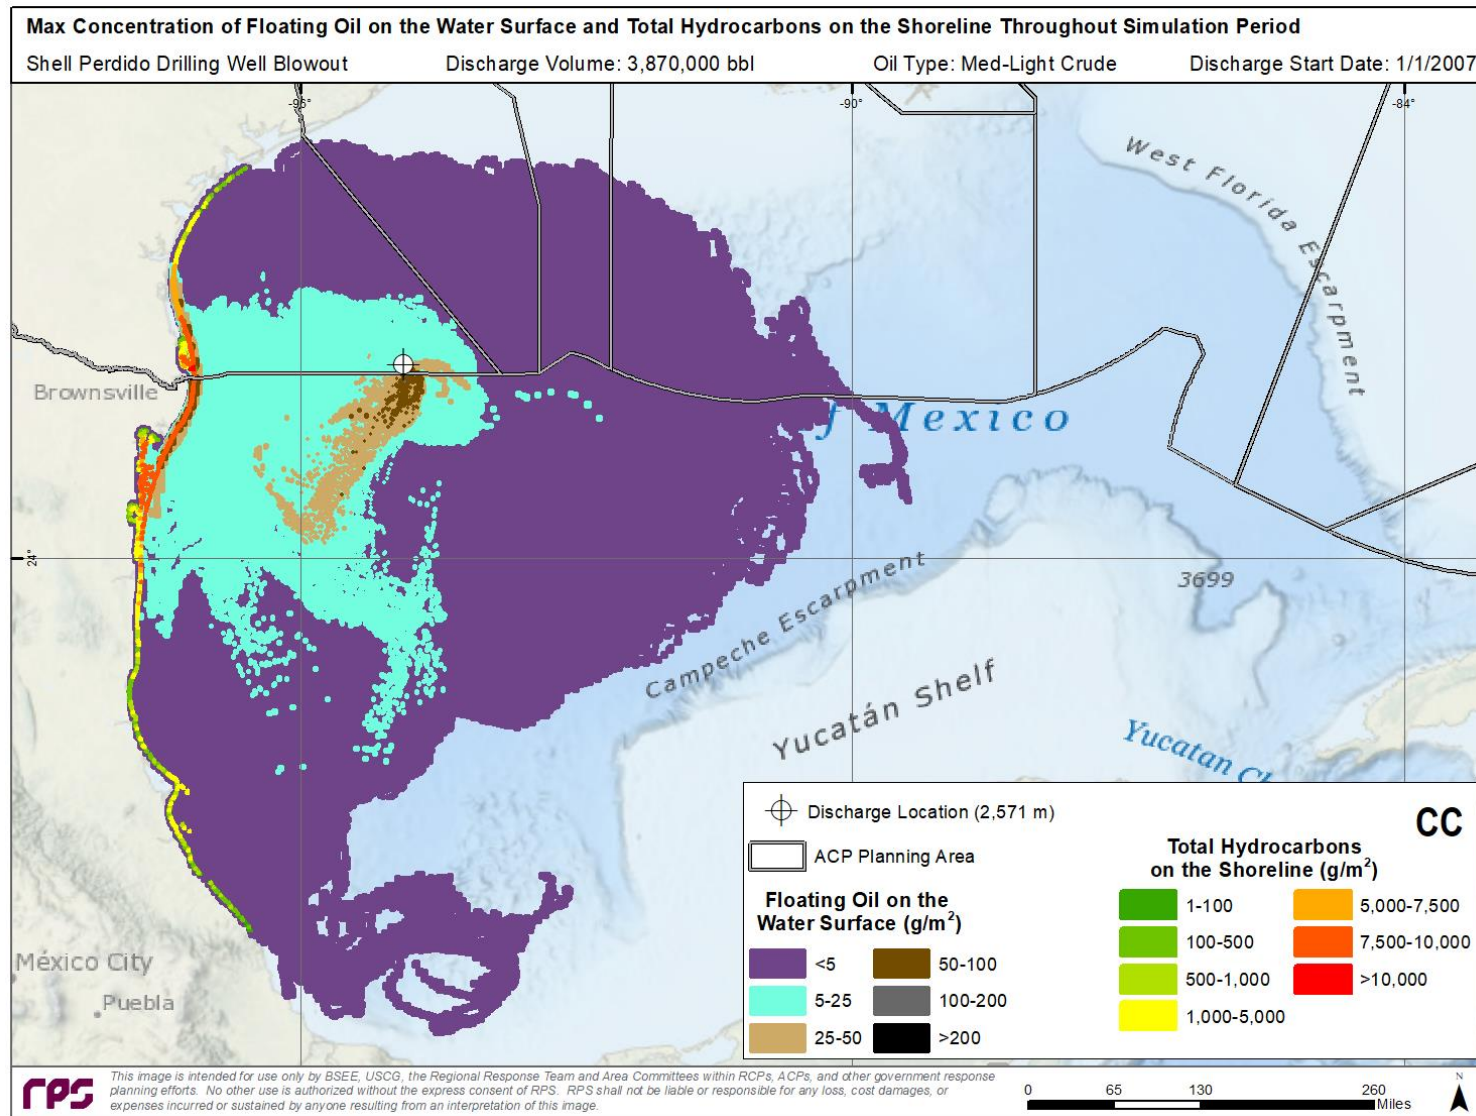 Max Concentration of Floating Oil on the Water Surface and Total Hydrocarbons on the Shoreline Throughout Simulation Period
Shell Perdido Drilling Well Blowout Discharge Volume: 3,870,000 bbl Oil Type: Med-Light Crude Discharge Start Date: 1/1/2007
-95° -90° -84°
West Florida Escarpment
Brownsville
f Mexico
24°
3699
Campeche Escarpment
Yucatán Shelf
Yucatan Ch
México City
Puebla
Discharge Location (2,571 m)
CC
ACP Planning Area
Floating Oil on the
Water Surface (g/m²)
<5
5-25
25-50
50-100
100-200
>200
Total Hydrocarbons
on the Shoreline (g/m²)
1-100
100-500
500-1,000
1,000-5,000
5,000-7,500
7,500-10,000
>10,000
rps
This image is intended for use only by BSEE, USCG, the Regional Response Team and Area Committees within RCPs, ACPs, and other government response
planning efforts. No other use is authorized without the express consent of RPS. RPS shall not be liable or responsible for any loss, cost damages, or
expenses incurred or sustained by anyone resulting from an interpretation of this image.
0 65 130 260
Miles
N